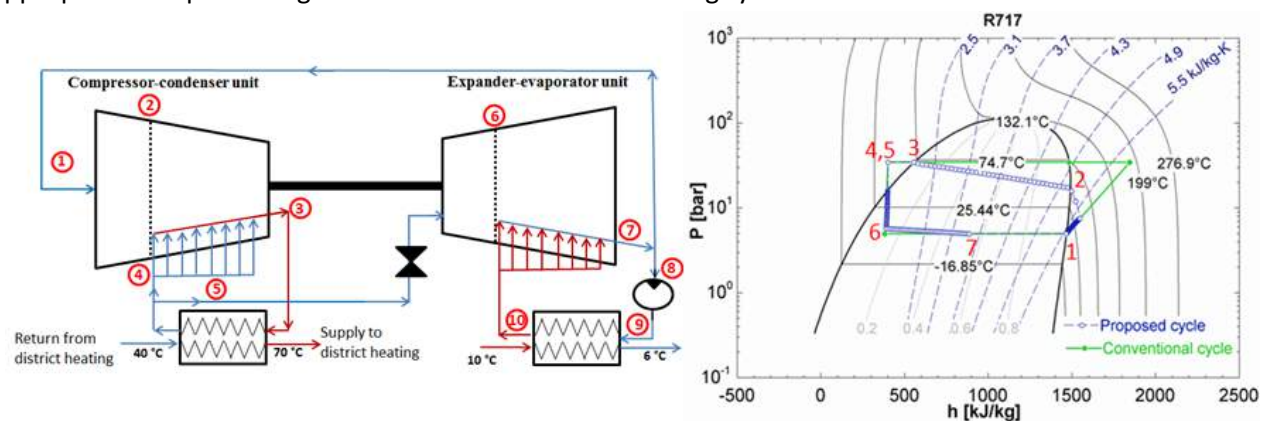 R717
Compressor-condenser unit
Expander-evaporator unit
②
⑥
①
③
④
⑤
⑦
⑧
⑩
⑨
Return from
district heating
40 °C
70 °C
Supply to
district heating
10 °C
6 °C
10³
10²
10¹
10⁰
10⁻¹
P [bar]
2.5
3.1
3.7
4.3
4.9
5.5 kJ/kg-K
132.1°C
4,5
3
74.7°C
2
276.9°C
199°C
25.44°C
6
7
1
-16.85°C
0.2
0.4
0.6
0.8
Proposed cycle
Conventional cycle
-500
0
500
1000
1500
2000
2500
h [kJ/kg]